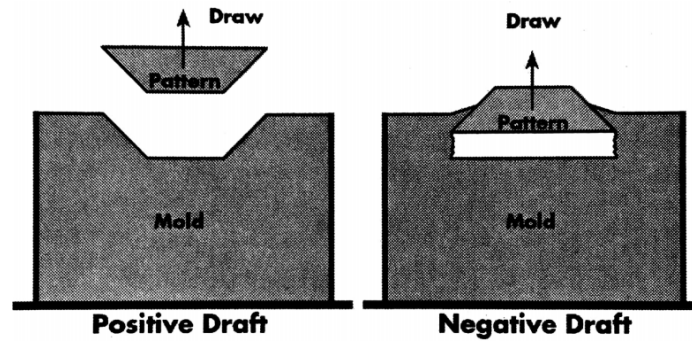 Draw
Pattern
Mold
Positive Draft
Draw
Pattern
Mold
Negative Draft